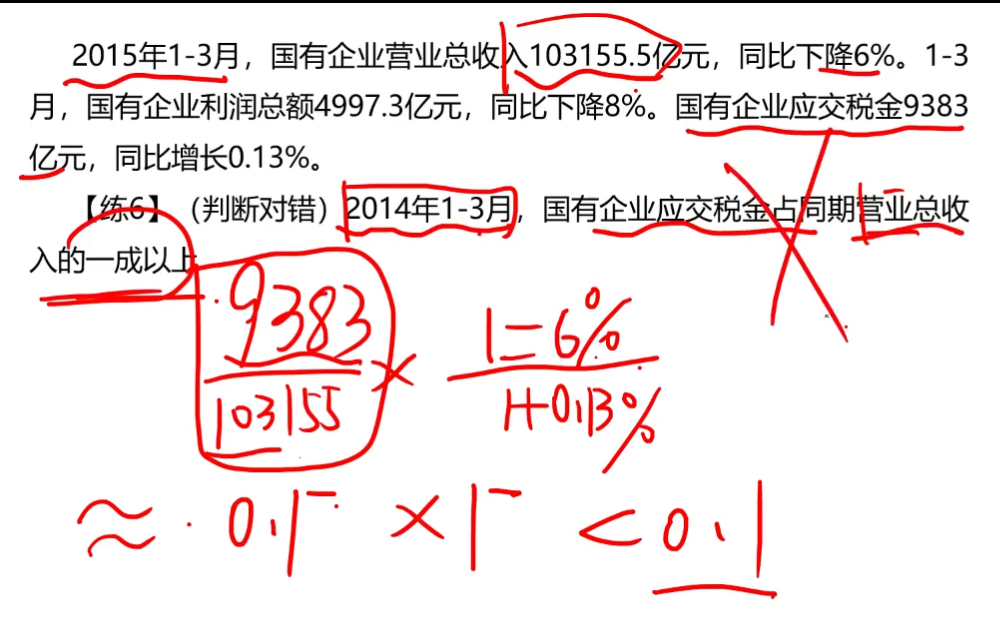 2015年1-3月，国有企业营业总收入103155.5亿元，同比下降6%。1-3
月，国有企业利润总额4997.3亿元，同比下降8%。国有企业应交税金9383
亿元，同比增长0.13%。
【练6】（判断对错）2014年1-3月，国有企业应交税金占同期营业总收
入的一成以上
9383
103155
×
1-6%
1+0.13%
≈ 0.1⁻ × 1⁻ < 0.1